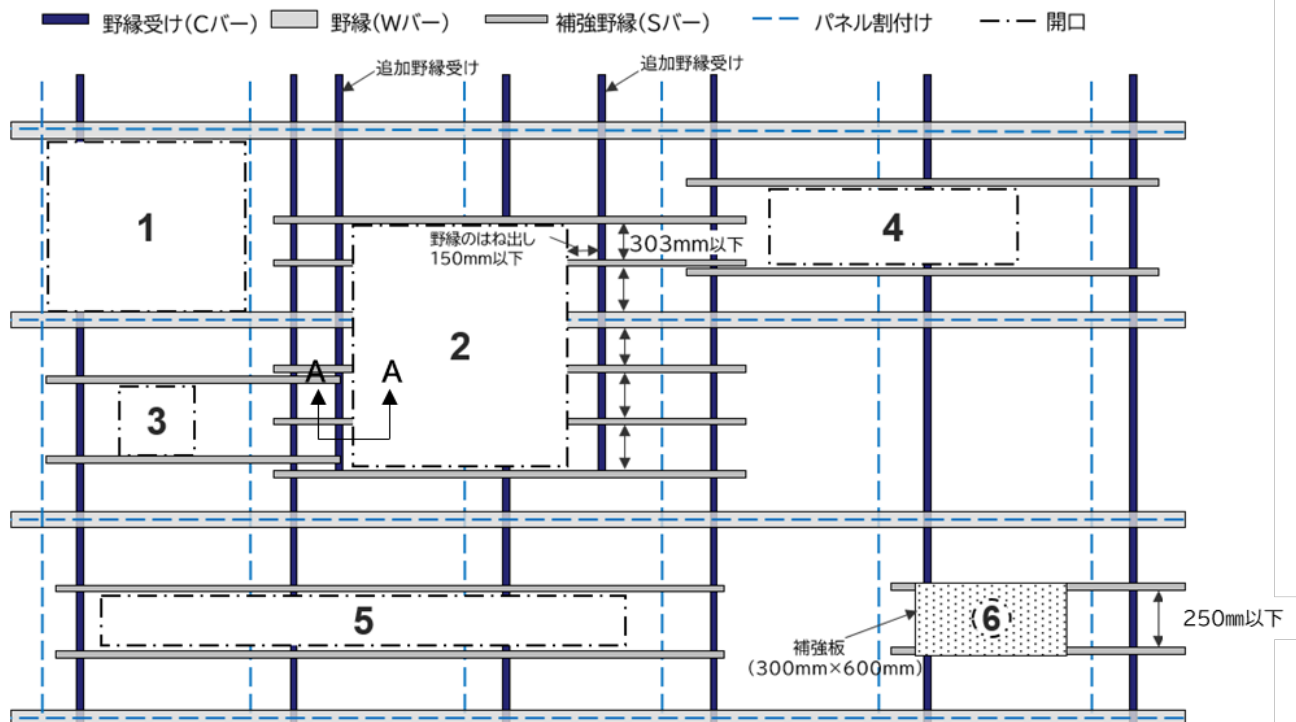 野縁受け(Cバー) 野縁(Wバー) 補強野縁(Sバー) パネル割付け 開口
追加野縁受け
追加野縁受け
1
2
野縁のはね出し
150mm以下
303mm以下
4
A A
3
5
6
補強板
(300mm×600mm)
250mm以下